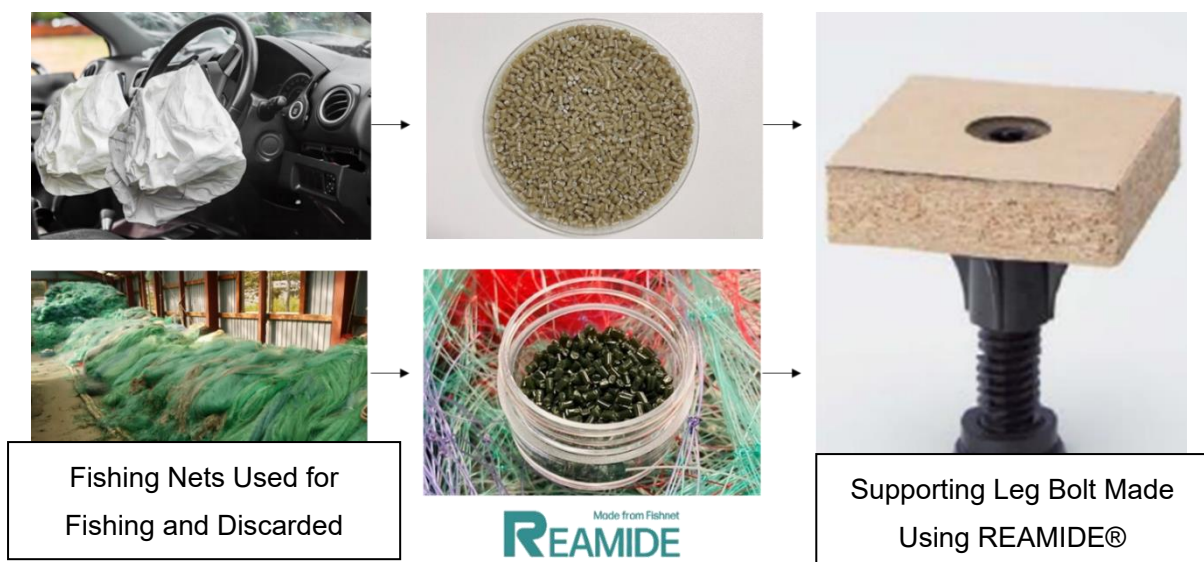 Fishing Nets Used for
Fishing and Discarded
Made from Fishnet
REAMIDE
Supporting Leg Bolt Made
Using REAMIDE®